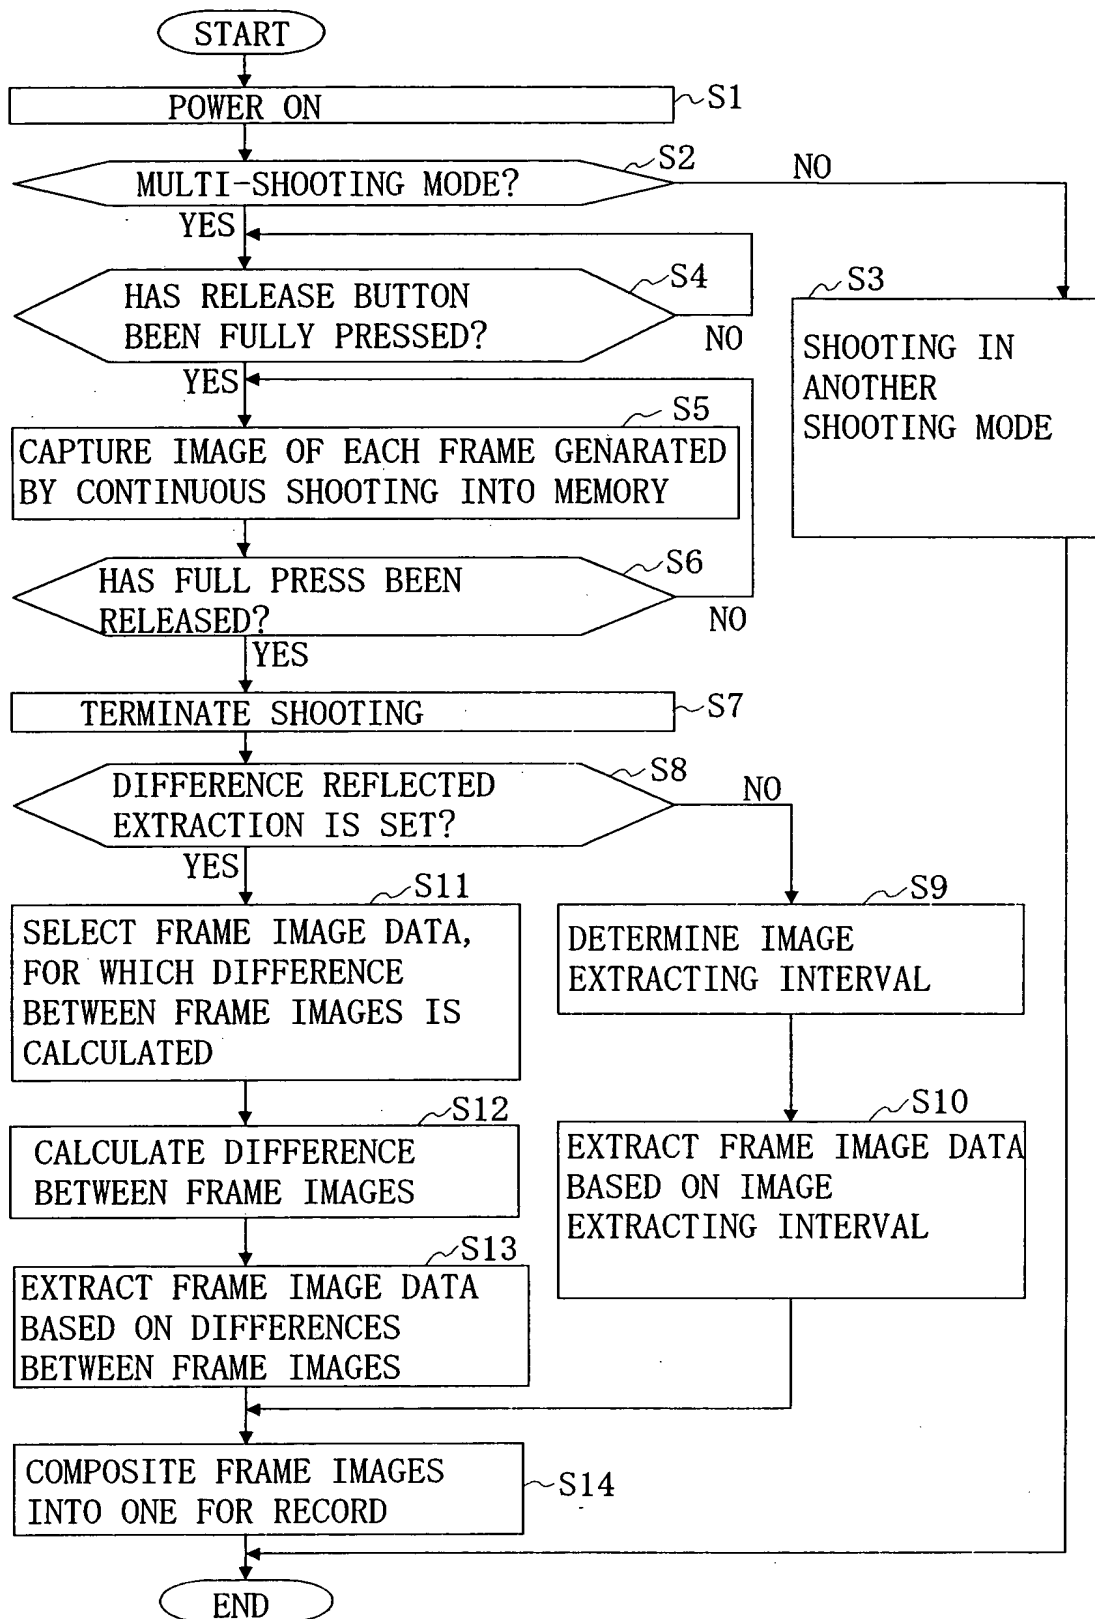 START
POWER ON
S1
MULTI-SHOOTING MODE?
S2
NO
YES
HAS RELEASE BUTTON
BEEN FULLY PRESSED?
S4
NO
S3
SHOOTING IN
ANOTHER
SHOOTING MODE
YES
S5
CAPTURE IMAGE OF EACH FRAME GENARATED
BY CONTINUOUS SHOOTING INTO MEMORY
HAS FULL PRESS BEEN
RELEASED?
S6
NO
YES
TERMINATE SHOOTING
S7
DIFFERENCE REFLECTED
EXTRACTION IS SET?
S8
NO
YES
S11
SELECT FRAME IMAGE DATA,
FOR WHICH DIFFERENCE
BETWEEN FRAME IMAGES IS
CALCULATED
S9
DETERMINE IMAGE
EXTRACTING INTERVAL
S12
CALCULATE DIFFERENCE
BETWEEN FRAME IMAGES
S10
EXTRACT FRAME IMAGE DATA
BASED ON IMAGE
EXTRACTING INTERVAL
S13
EXTRACT FRAME IMAGE DATA
BASED ON DIFFERENCES
BETWEEN FRAME IMAGES
COMPOSITE FRAME IMAGES
INTO ONE FOR RECORD
S14
END